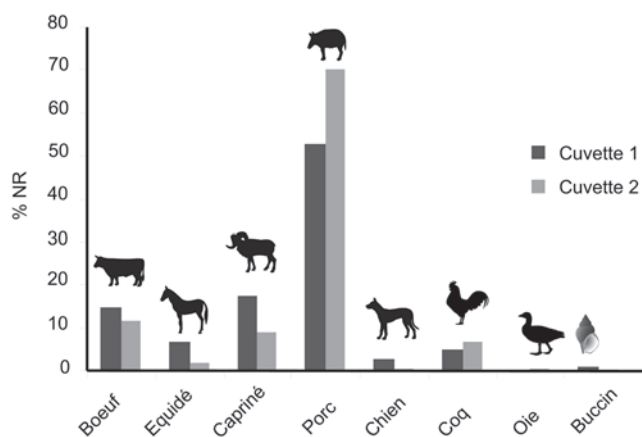 80
70
60
50
40
30
20
10
0
% NR
Cuvette 1
Cuvette 2
Boeuf
Equidé
Capriné
Porc
Chien
Coq
Oie
Buccin